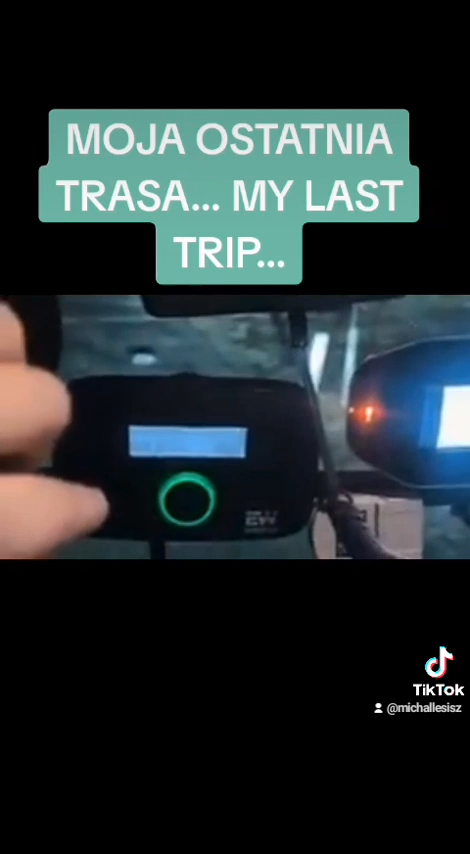 MOJA OSTATNIA
TRASA... MY LAST
TRIP...
TikTok
@michallesisz